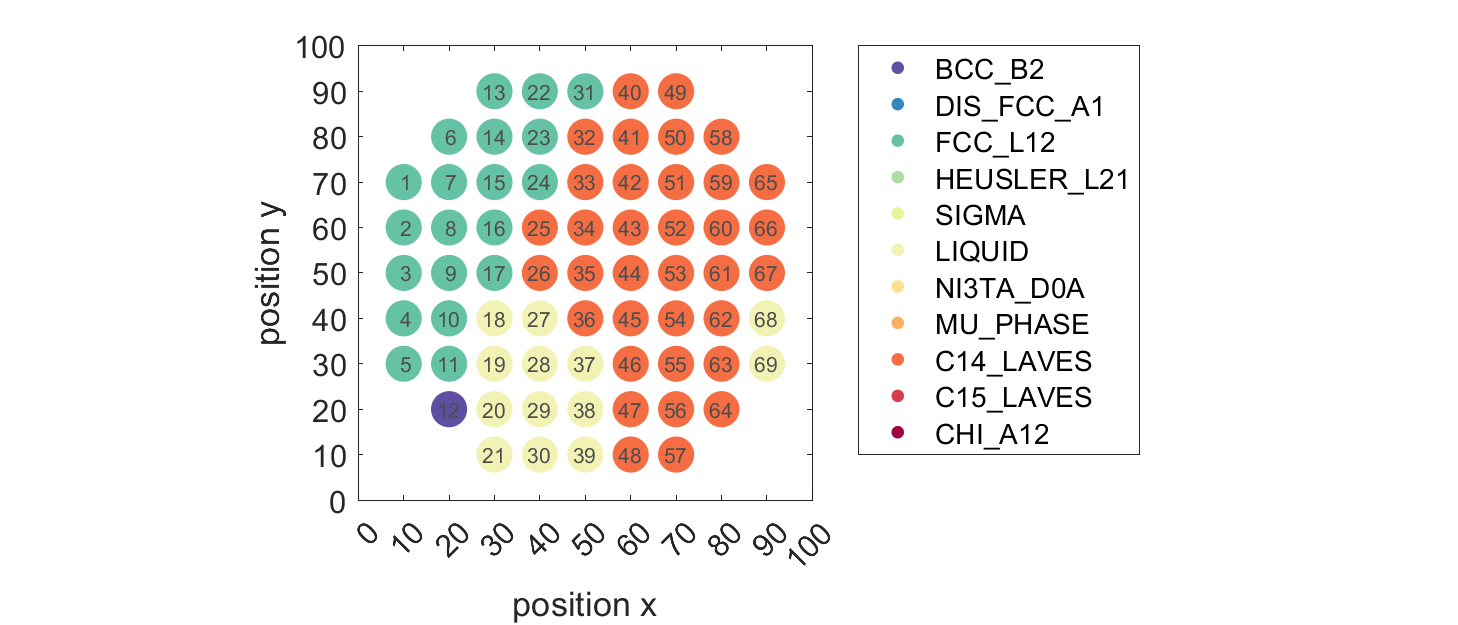 100
90 13 22 31 40 49
80 6 14 23 32 41 50 58
70 1 7 15 24 33 42 51 59 65
60 2 8 16 25 34 43 52 60 66
50 3 9 17 26 35 44 53 61 67
40 4 10 18 27 36 45 54 62 68
30 5 11 19 28 37 46 55 63 69
20 12 20 29 38 47 56 64
10 21 30 39 48 57
0
0 10 20 30 40 50 60 70 80 90 100
position x
position y
BCC_B2
DIS_FCC_A1
FCC_L12
HEUSLER_L21
SIGMA
LIQUID
NI3TA_D0A
MU_PHASE
C14_LAVES
C15_LAVES
CHI_A12